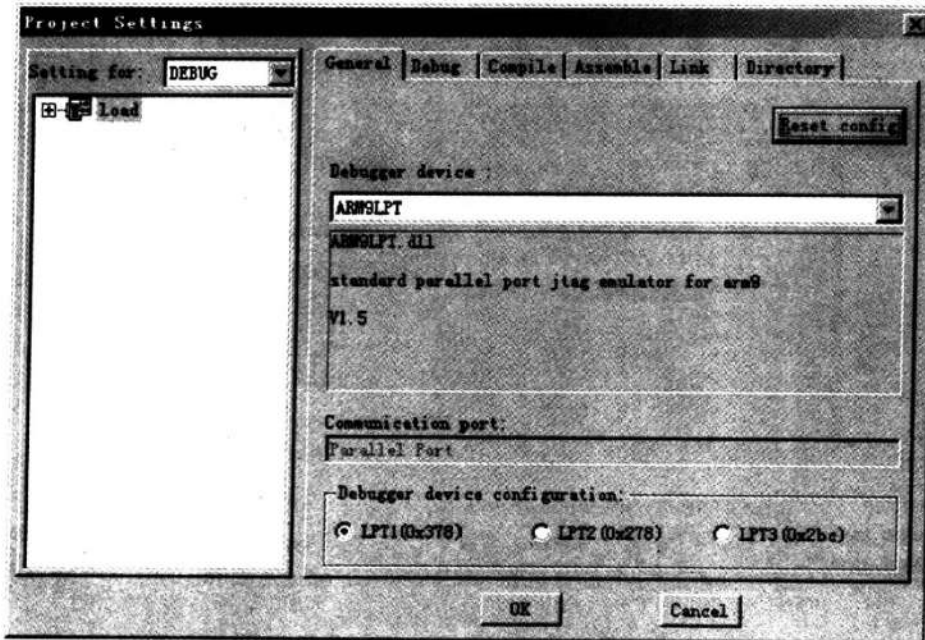 Project Settings
Setting for: DEBUG
Load
General Debug Compile Assemble Link Directory
Reset config
Debugger device :
ARM9LPT
ARM9LPT.dll
standard parallel port jtag emulator for arm9
V1.5
Communication port:
Parallel Port
Debugger device configuration:
LPT1(0x378) LPT2(0x278) LPT3(0x2bc)
OK Cancel